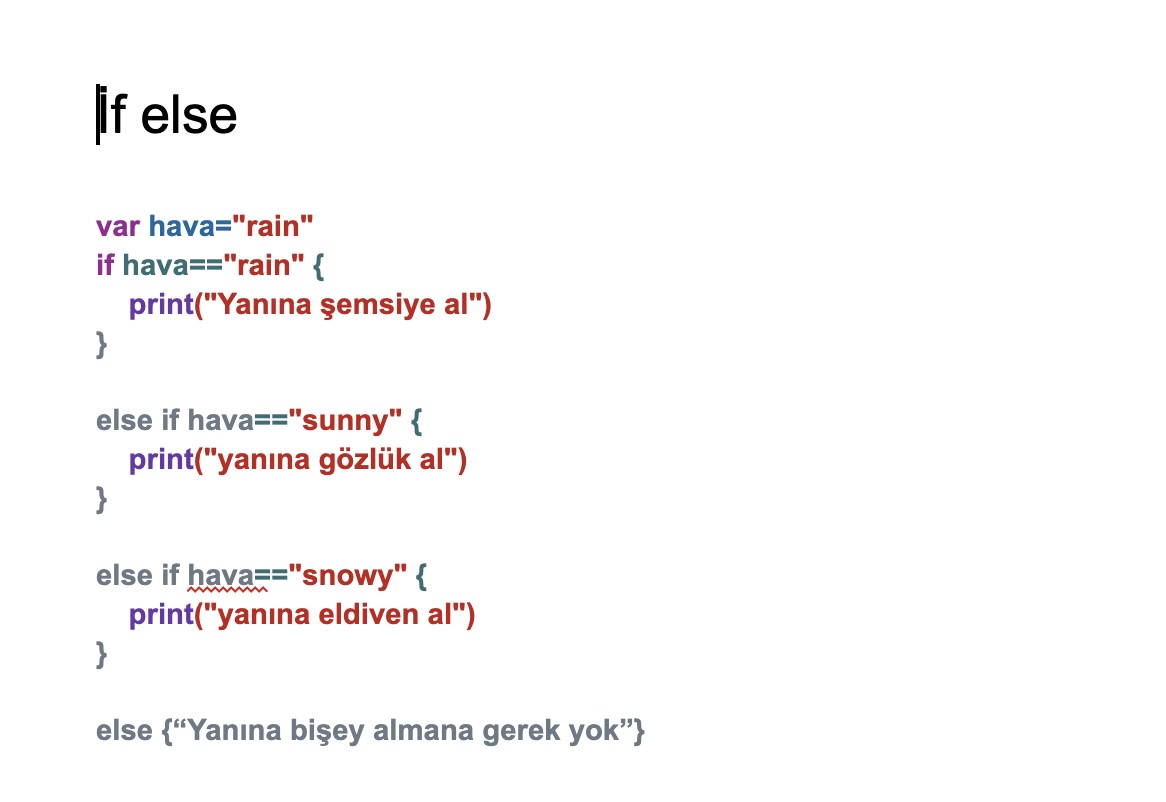 İf else
var hava="rain"
if hava=="rain" {
print("Yanına şemsiye al")
}
else if hava=="sunny" {
print("yanına gözlük al")
}
else if hava=="snowy" {
print("yanına eldiven al")
}
else {“Yanına bişey almana gerek yok”}